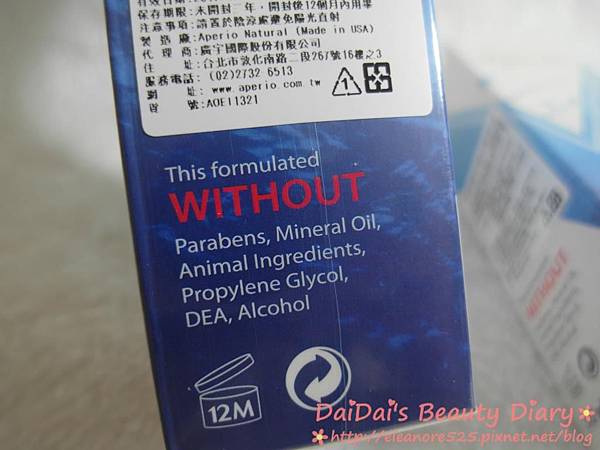 保存期限:未開封二年，開封後12個月內用畢
注意事項:請置於陰涼處避免陽光直射
製 造 廠:Aperio Natural (Made in USA)
代 理 商:廣宇國際股份有限公司
住 址:台北市敦化南路二段267號16樓之3
服務電話: (02)2732 6513
網 址: www.aperio.com.tw
貨 號:AOE11321
1
This formulated
WITHOUT
Parabens, Mineral Oil,
Animal Ingredients,
Propylene Glycol,
DEA, Alcohol
12M
WITHOUT
DaiDai's Beauty Diary
http://eleanore525.pixnet.net/blog